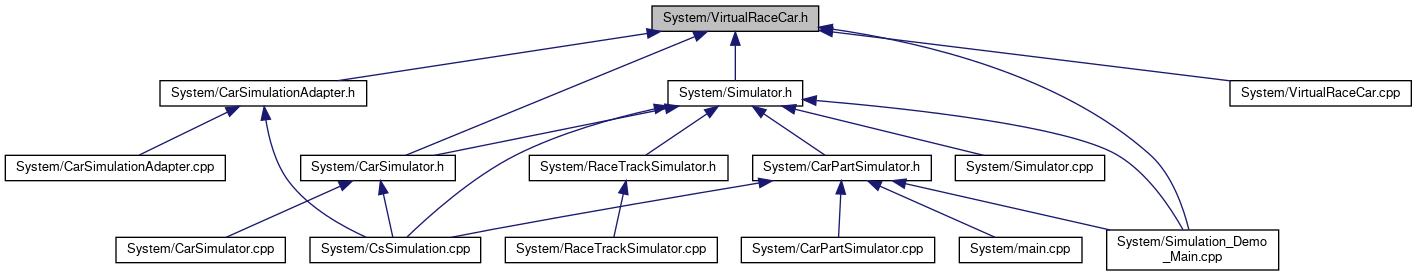 System/VirtualRaceCar.h
System/CarSimulationAdapter.h
System/Simulator.h
System/VirtualRaceCar.cpp
System/CarSimulationAdapter.cpp
System/CarSimulator.h
System/RaceTrackSimulator.h
System/CarPartSimulator.h
System/Simulator.cpp
System/CarSimulator.cpp
System/CsSimulation.cpp
System/RaceTrackSimulator.cpp
System/CarPartSimulator.cpp
System/main.cpp
System/Simulation_Demo
_Main.cpp